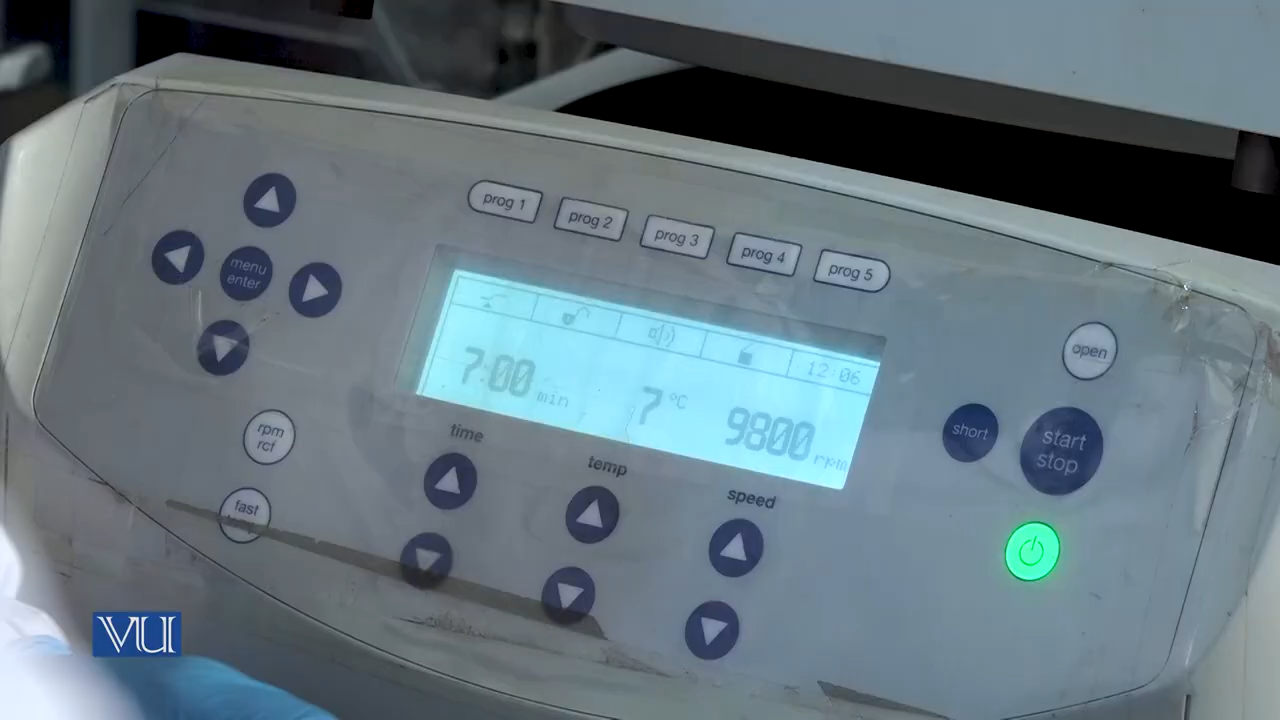 prog 1
prog 2
prog 3
prog 4
prog 5
menu
enter
open
12:06
7:00 min
7 °C
9800 rpm
rpm
rcf
time
temp
speed
short
start
stop
fast
VU